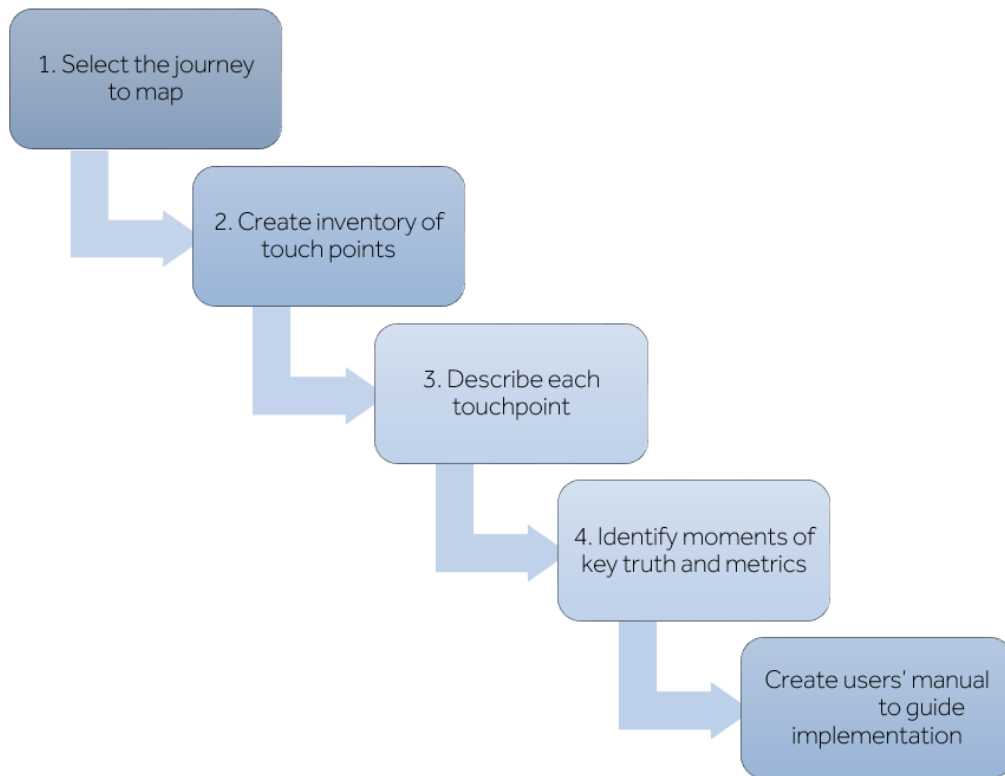 1. Select the journey
to map
2. Create inventory of
touch points
3. Describe each
touchpoint
4. Identify moments of
key truth and metrics
Create users' manual
to guide
implementation